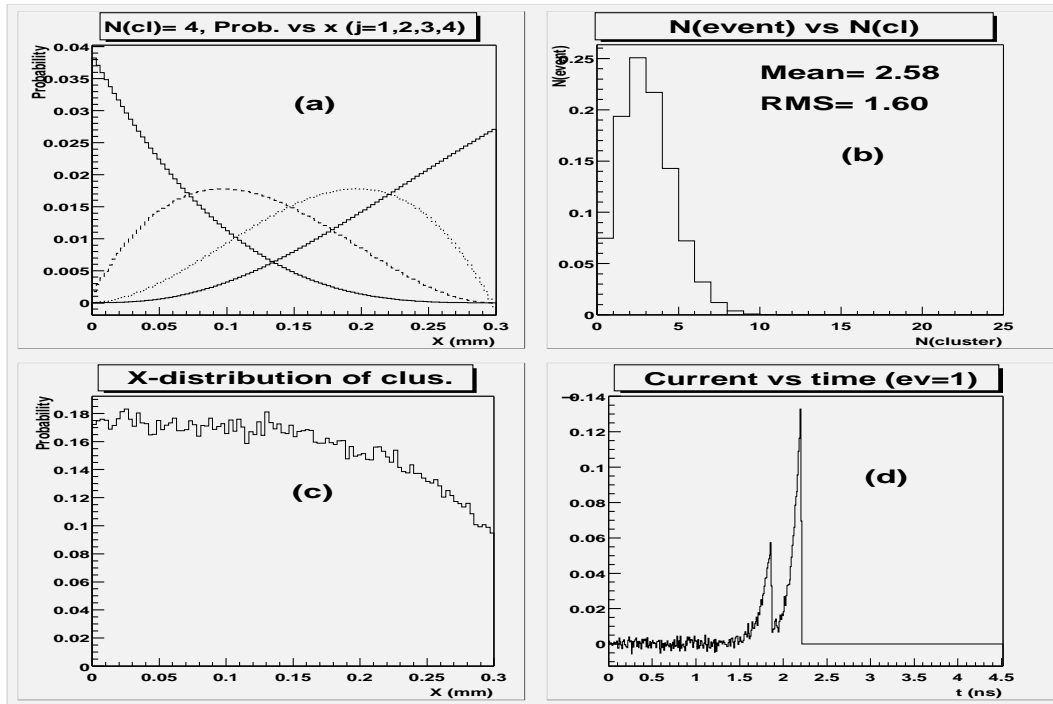 N(cl)= 4, Prob. vs x (j=1,2,3,4)
Probability
0.04
0.035
0.03
0.025
0.02
0.015
0.01
0.005
0
(a)
0 0.05 0.1 0.15 0.2 0.25 0.3
X (mm)
N(event) vs N(cl)
N(event)
0.25
0.2
0.15
0.1
0.05
0
Mean= 2.58
RMS= 1.60
(b)
0 5 10 15 20 25
N(cluster)
X-distribution of clus.
Probability
0.18
0.16
0.14
0.12
0.1
0.08
0.06
0.04
0.02
0
(c)
0 0.05 0.1 0.15 0.2 0.25 0.3
X (mm)
Current vs time (ev=1)
0.14
0.12
0.1
0.08
0.06
0.04
0.02
0
(d)
0 0.5 1 1.5 2 2.5 3 3.5 4 4.5
t (ns)